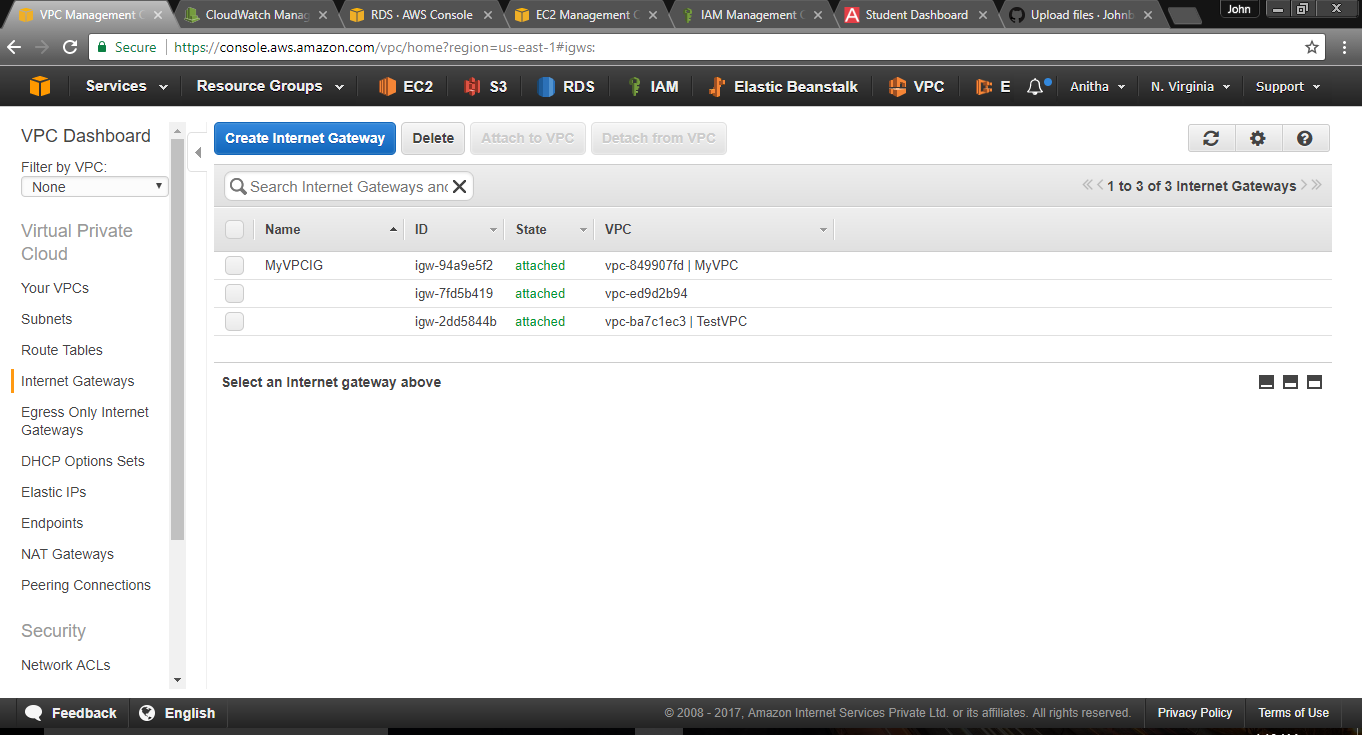 VPC Management C
CloudWatch Manag
RDS · AWS Console
EC2 Management C
IAM Management C
Student Dashboard
Upload files · Johnb
John
Secure
https://console.aws.amazon.com/vpc/home?region=us-east-1#igws:
Services Resource Groups EC2 S3 RDS IAM Elastic Beanstalk VPC E Anitha N. Virginia Support
VPC Dashboard
Filter by VPC:
None
Virtual Private
Cloud
Your VPCs
Subnets
Route Tables
Internet Gateways
Egress Only Internet
Gateways
DHCP Options Sets
Elastic IPs
Endpoints
NAT Gateways
Peering Connections
Security
Network ACLs
Create Internet Gateway Delete Attach to VPC Detach from VPC
Search Internet Gateways and X
1 to 3 of 3 Internet Gateways
Name ID State VPC
MyVPCIG igw-94a9e5f2 attached vpc-849907fd | MyVPC
igw-7fd5b419 attached vpc-ed9d2b94
igw-2dd5844b attached vpc-ba7c1ec3 | TestVPC
Select an Internet gateway above
Feedback English
© 2008 - 2017, Amazon Internet Services Private Ltd. or its affiliates. All rights reserved. Privacy Policy Terms of Use